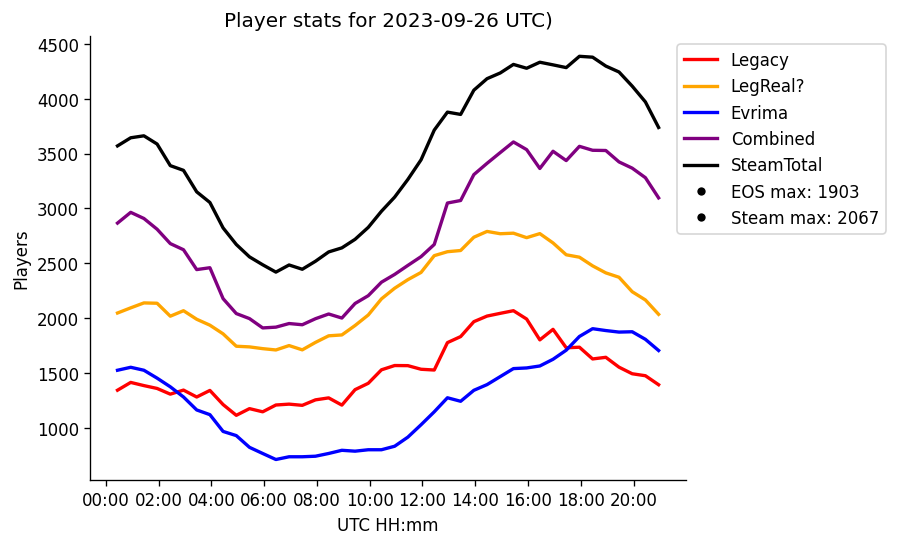 Player stats for 2023-09-26 UTC)
4500
4000
3500
3000
2500
2000
1500
1000
Players
00:00 02:00 04:00 06:00 08:00 10:00 12:00 14:00 16:00 18:00 20:00
UTC HH:mm
Legacy
LegReal?
Evrima
Combined
SteamTotal
EOS max: 1903
Steam max: 2067